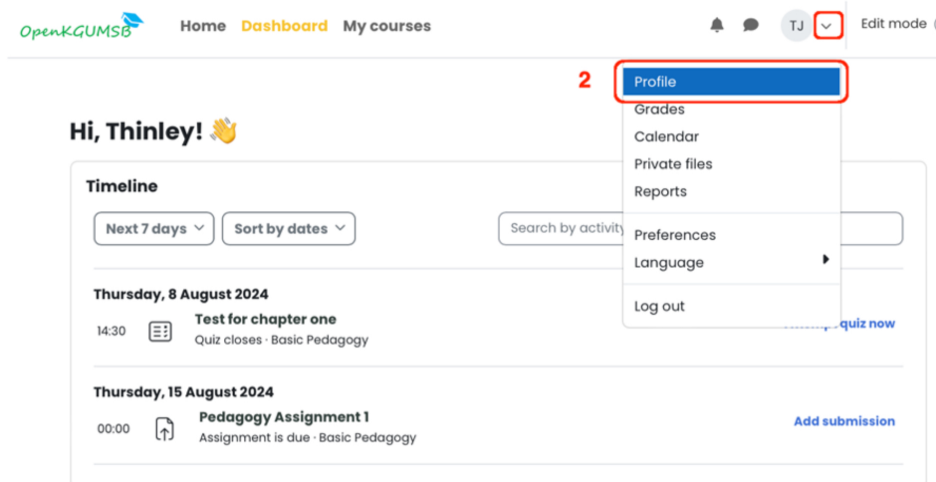 OpenKGUMSB
Home Dashboard My courses
TJ
Edit mode
2
Profile
Grades
Calendar
Private files
Reports
Preferences
Language
Log out
Hi, Thinley! 👋
Timeline
Next 7 days
Sort by dates
Search by activity
Thursday, 8 August 2024
14:30
Test for chapter one
Quiz closes · Basic Pedagogy
quiz now
Thursday, 15 August 2024
00:00
Pedagogy Assignment 1
Assignment is due · Basic Pedagogy
Add submission